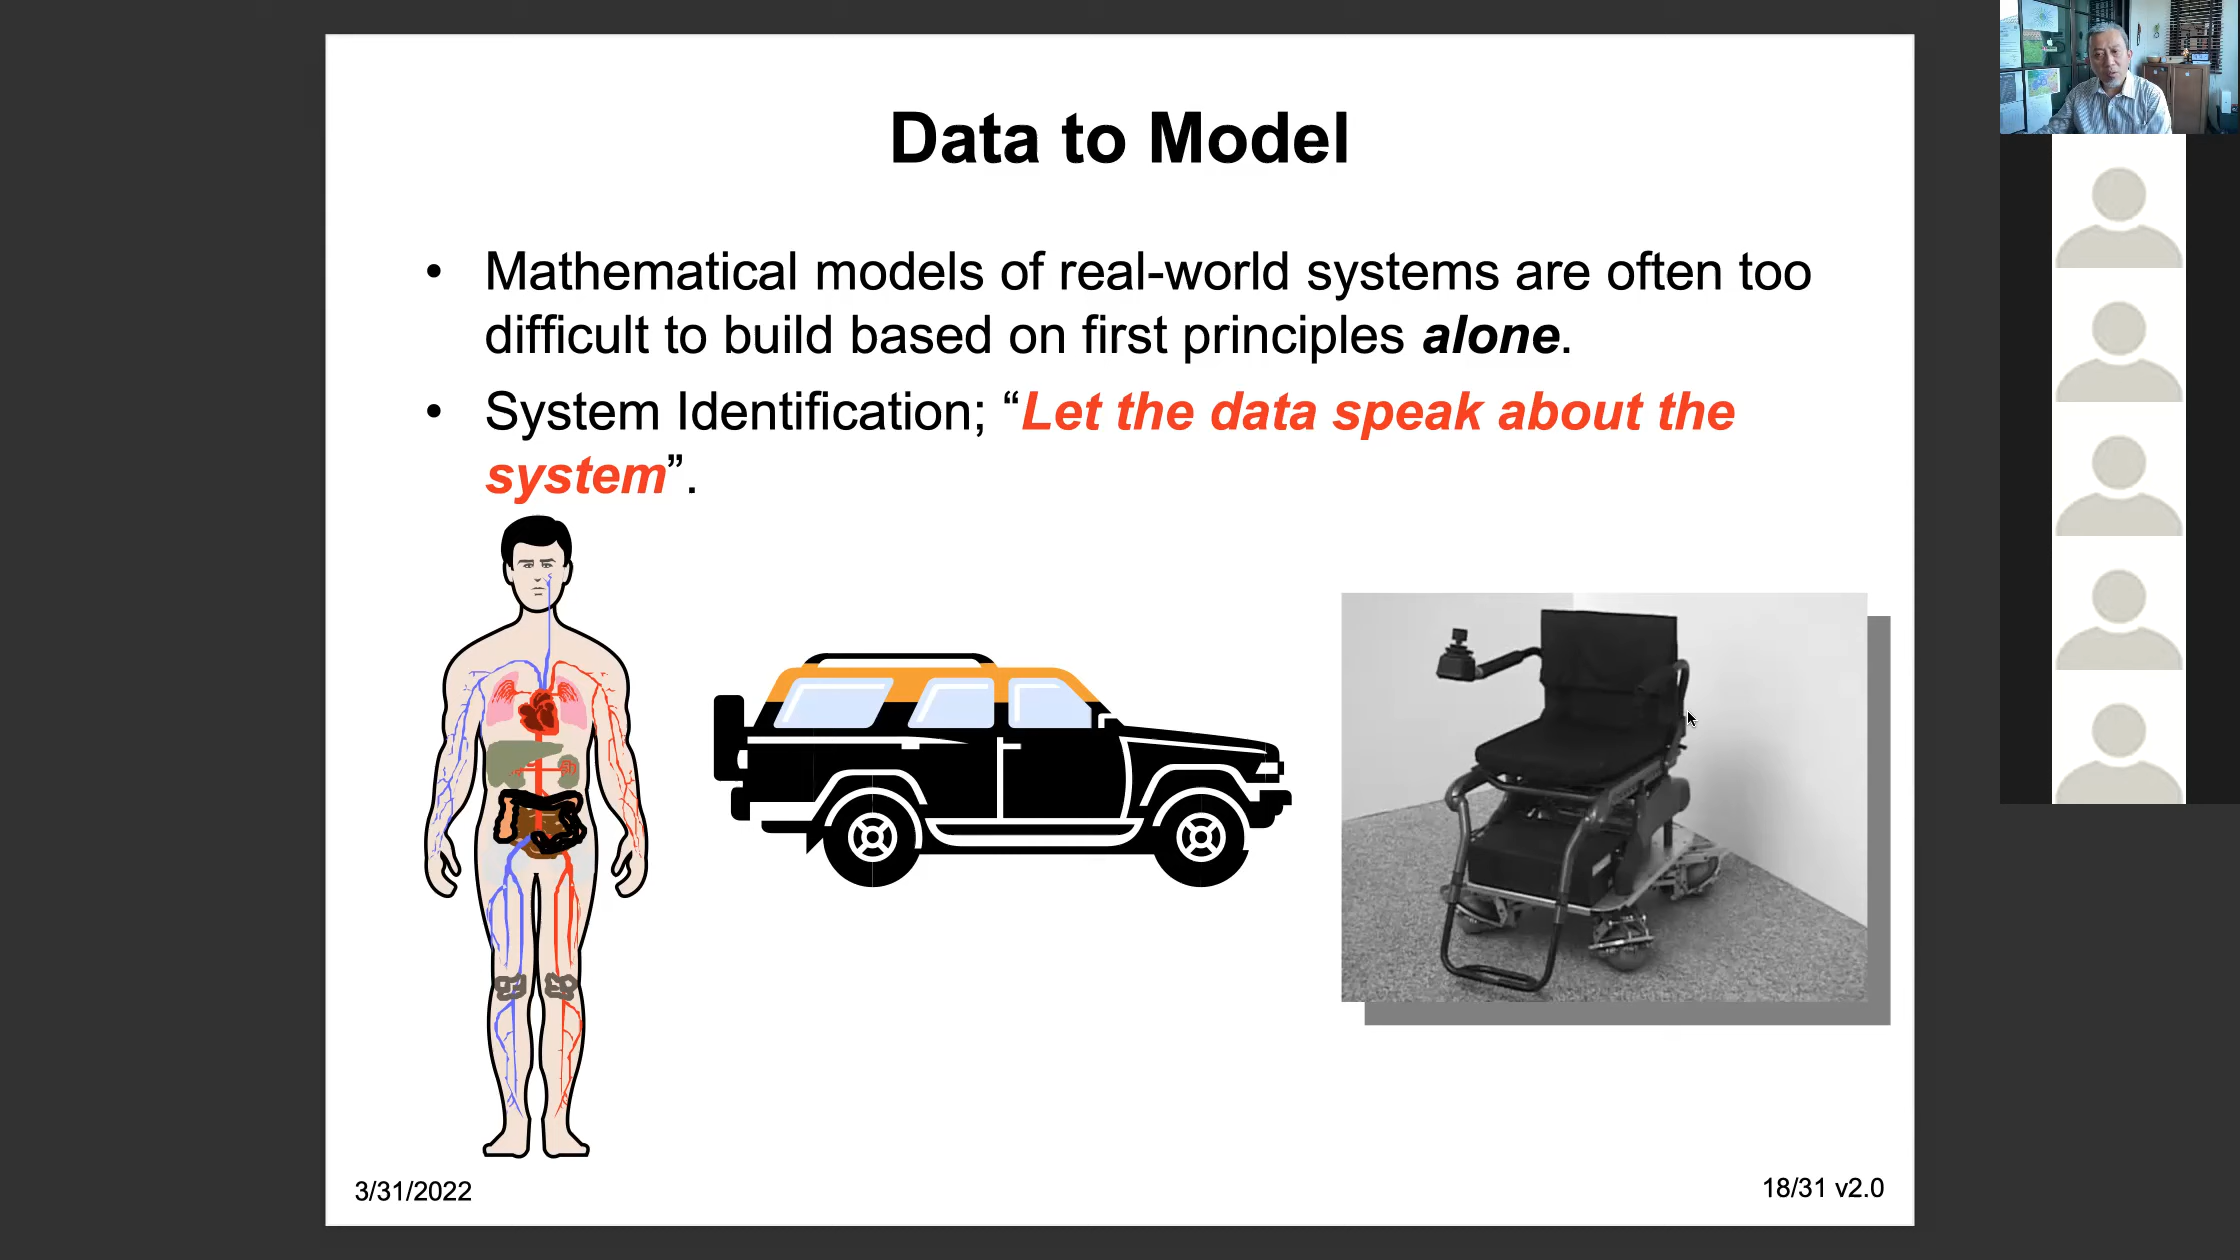 Data to Model
• Mathematical models of real-world systems are often too
difficult to build based on first principles alone.
• System Identification; “Let the data speak about the
system”.
3/31/2022
18/31 v2.0